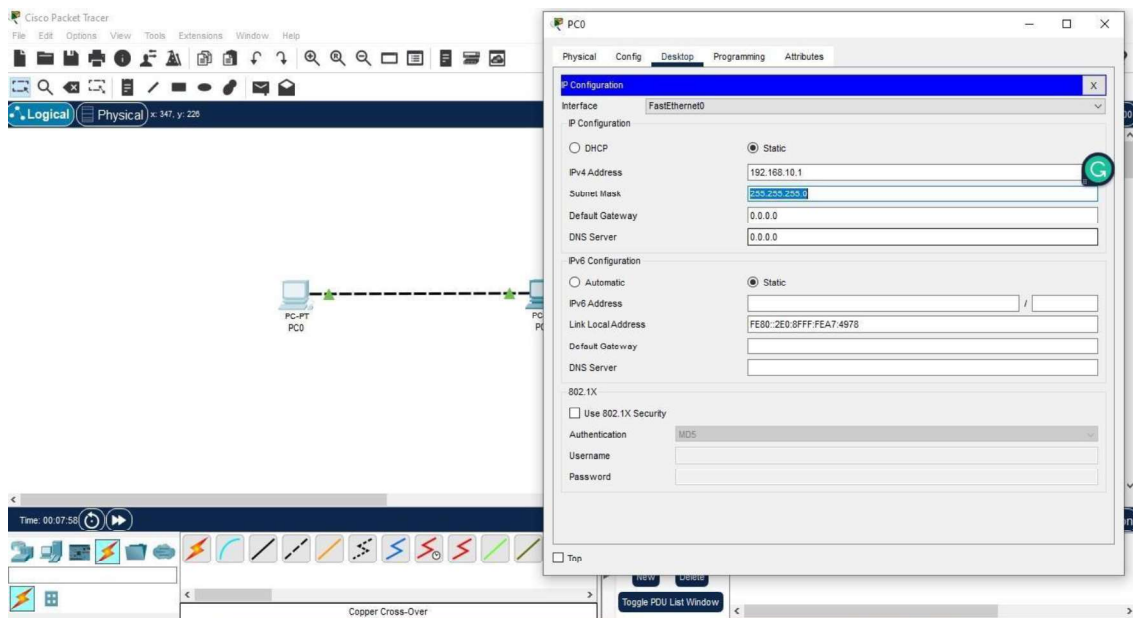 Cisco Packet Tracer
File Edit Options View Tools Extensions Window Help
Logical Physical x: 347, y: 226
PC-PT
PC0
PC0
Physical Config Desktop Programming Attributes
IP Configuration X
Interface FastEthernet0
IP Configuration
DHCP Static
IPv4 Address 192.168.10.1
Subnet Mask 255.255.255.0
Default Gateway 0.0.0.0
DNS Server 0.0.0.0
IPv6 Configuration
Automatic Static
IPv6 Address /
Link Local Address FE80::2E0:8FFF:FEA7:4978
Default Gateway
DNS Server
802.1X
Use 802.1X Security
Authentication MD5
Username
Password
Top
Time: 00:07:58
New Delete
Toggle PDU List Window
Copper Cross-Over